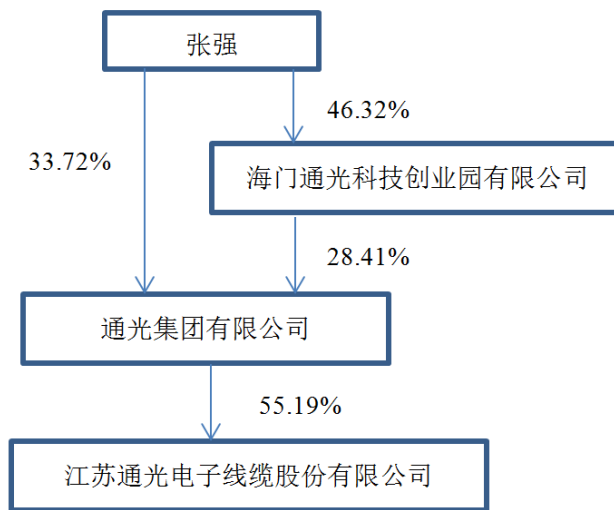 张强
46.32%
33.72%
海门通光科技创业园有限公司
28.41%
通光集团有限公司
55.19%
江苏通光电子线缆股份有限公司